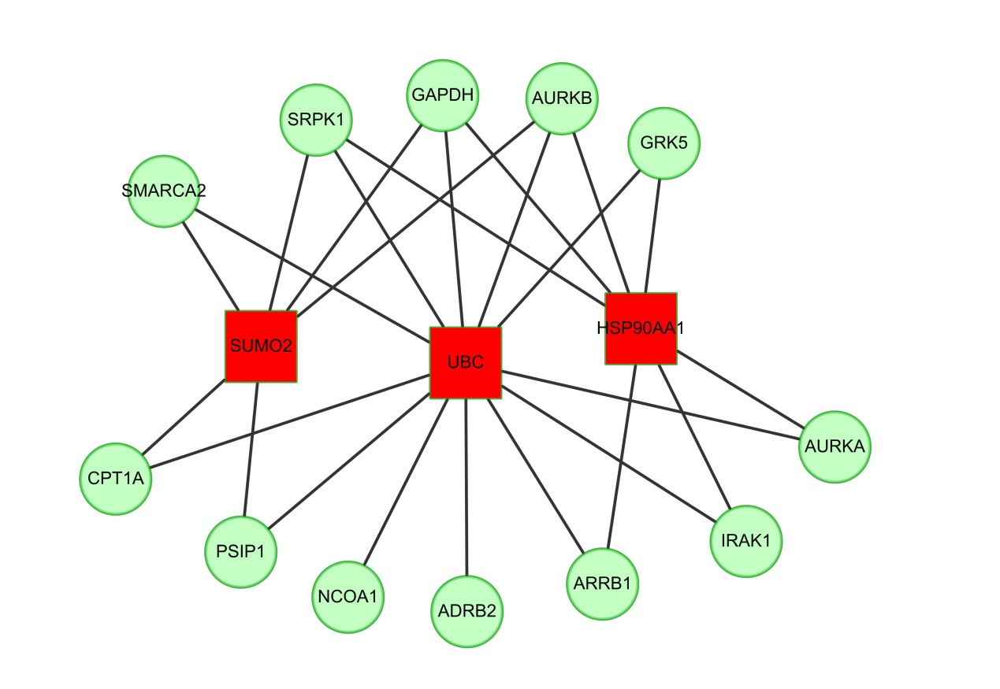 GAPDH
AURKB
SRPK1
GRK5
SMARCA2
HSP90AA1
SUMO2
UBC
AURKA
CPT1A
IRAK1
PSIP1
ARRB1
NCOA1
ADRB2